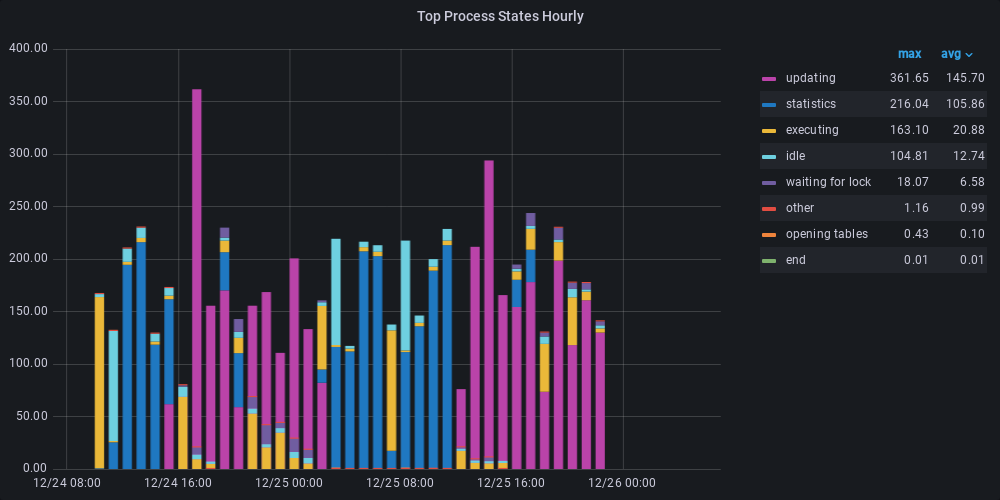 Top Process States Hourly
400.00
350.00
300.00
250.00
200.00
150.00
100.00
50.00
0.00
12/24 08:00 12/24 16:00 12/25 00:00 12/25 08:00 12/25 16:00 12/26 00:00
max avg
updating 361.65 145.70
statistics 216.04 105.86
executing 163.10 20.88
idle 104.81 12.74
waiting for lock 18.07 6.58
other 1.16 0.99
opening tables 0.43 0.10
end 0.01 0.01